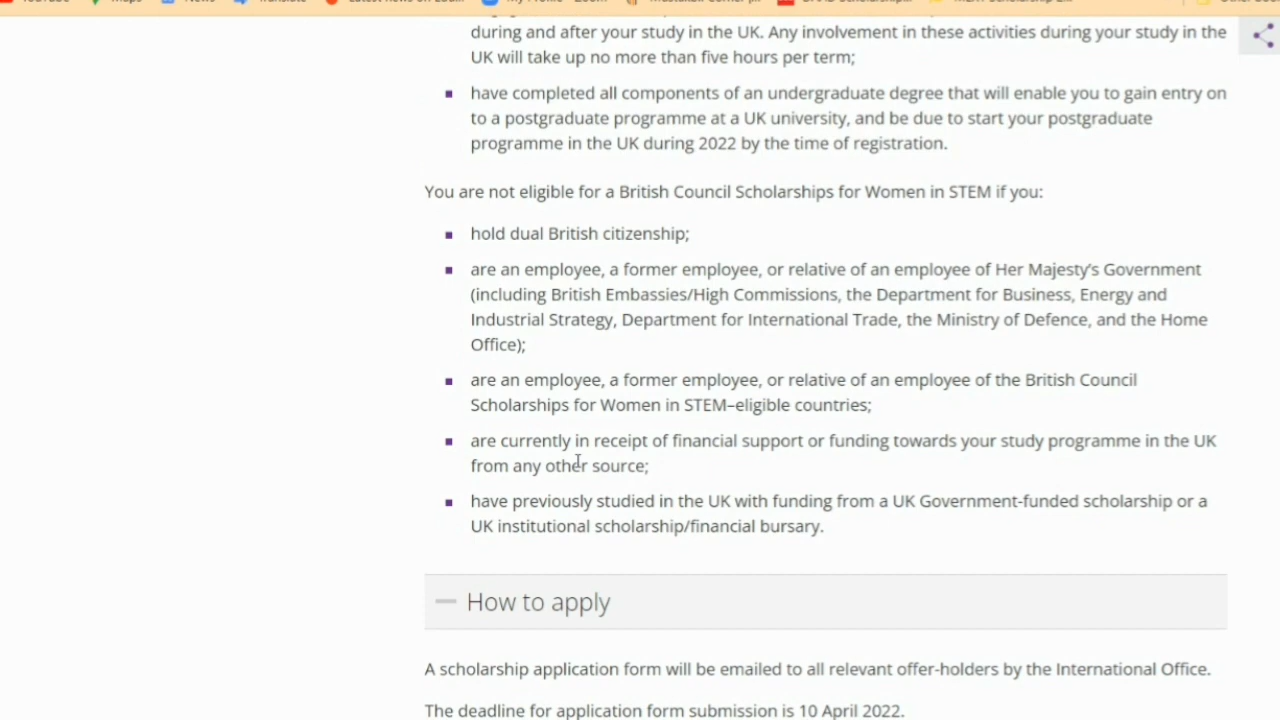 News
Translate
during and after your study in the UK. Any involvement in these activities during your study in the
UK will take up no more than five hours per term;
have completed all components of an undergraduate degree that will enable you to gain entry on
to a postgraduate programme at a UK university, and be due to start your postgraduate
programme in the UK during 2022 by the time of registration.
You are not eligible for a British Council Scholarships for Women in STEM if you:
hold dual British citizenship;
are an employee, a former employee, or relative of an employee of Her Majesty's Government
(including British Embassies/High Commissions, the Department for Business, Energy and
Industrial Strategy, Department for International Trade, the Ministry of Defence, and the Home
Office);
are an employee, a former employee, or relative of an employee of the British Council
Scholarships for Women in STEM–eligible countries;
are currently in receipt of financial support or funding towards your study programme in the UK
from any other source;
have previously studied in the UK with funding from a UK Government-funded scholarship or a
UK institutional scholarship/financial bursary.
How to apply
A scholarship application form will be emailed to all relevant offer-holders by the International Office.
The deadline for application form submission is 10 April 2022.